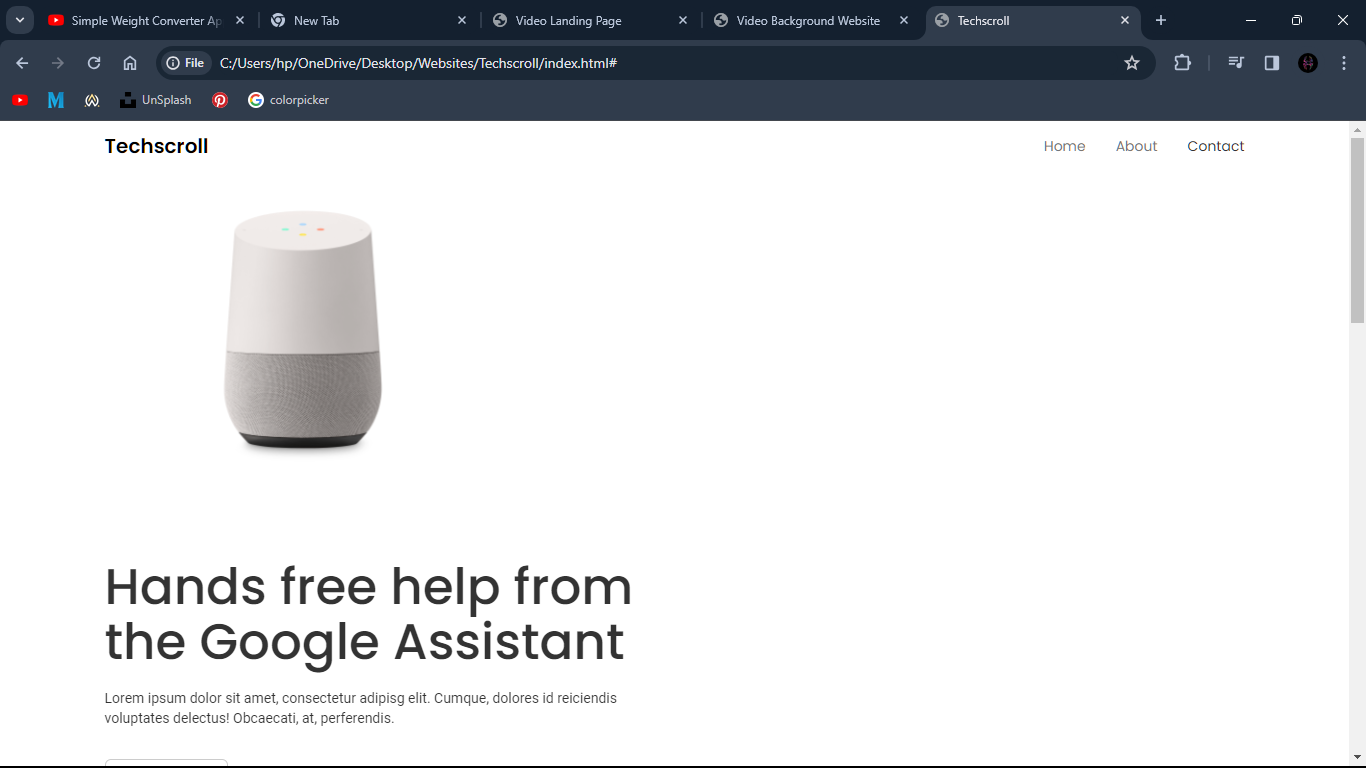 Simple Weight Converter Ap
New Tab
Video Landing Page
Video Background Website
Techscroll
File
C:/Users/hp/OneDrive/Desktop/Websites/Techscroll/index.html#
UnSplash
colorpicker
Techscroll
Home
About
Contact
Hands free help from
the Google Assistant
Lorem ipsum dolor sit amet, consectetur adipisg elit. Cumque, dolores id reiciendis
voluptates delectus! Obcaecati, at, perferendis.